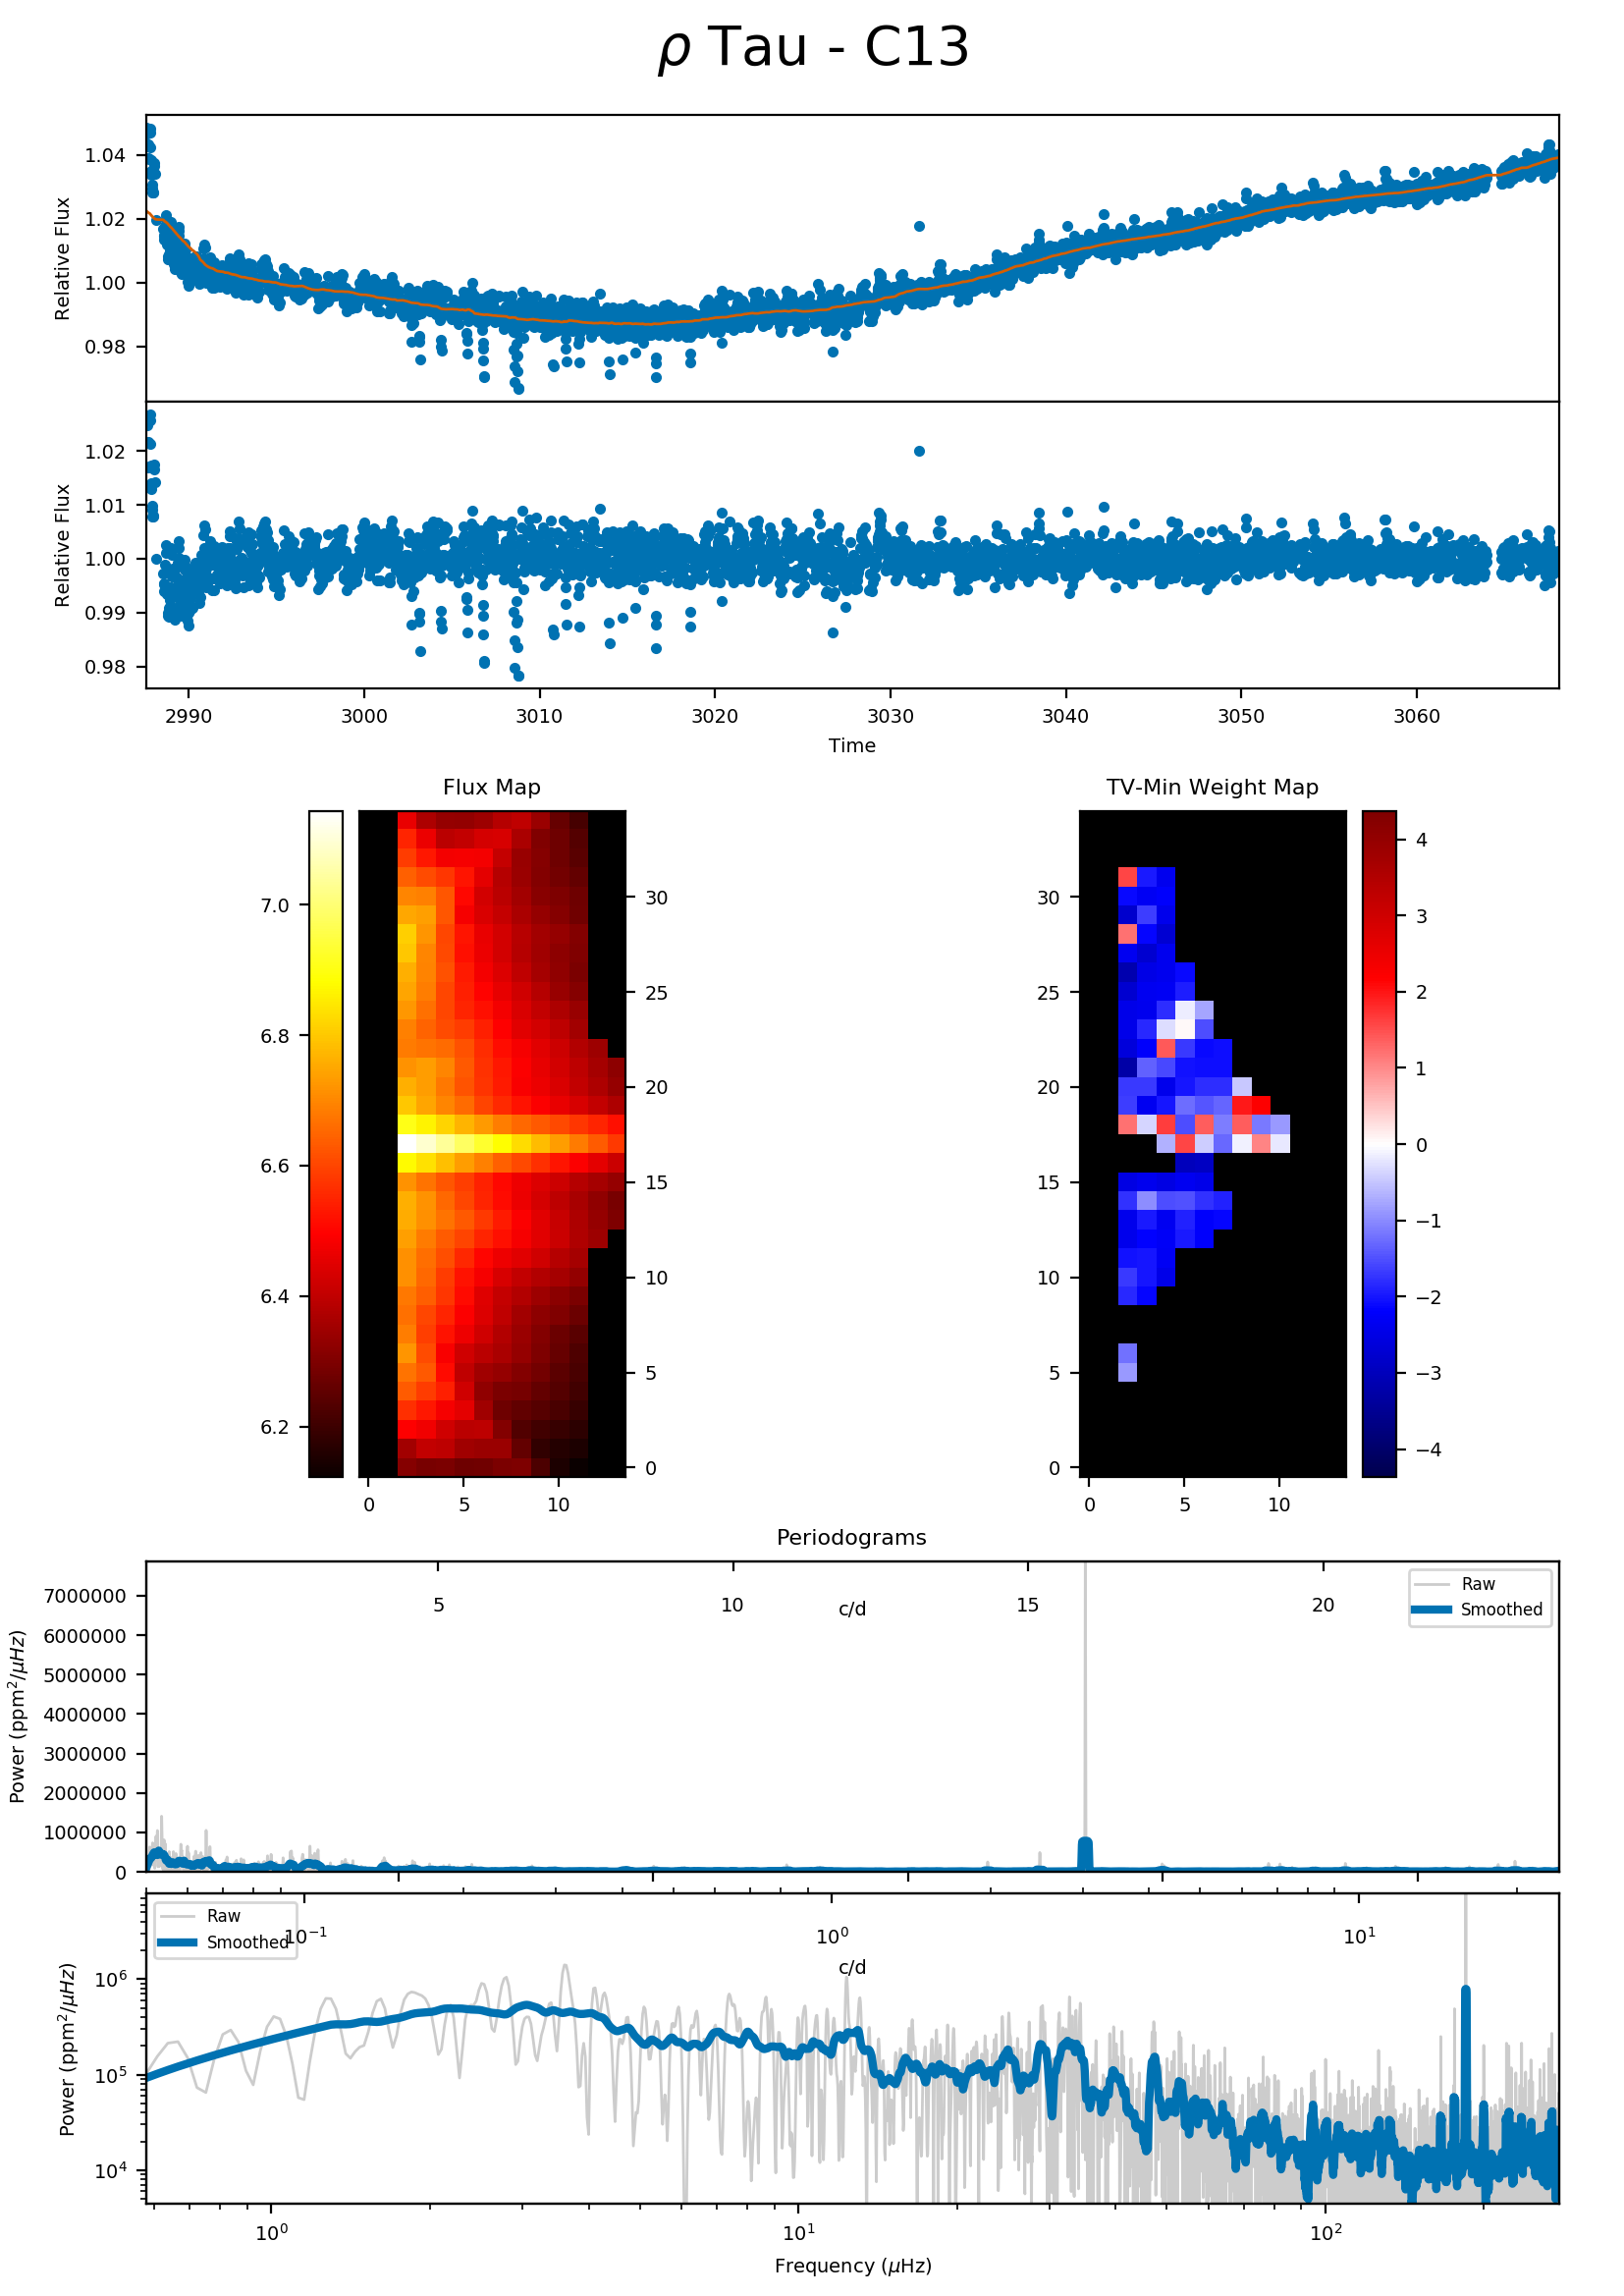 ρ Tau - C13
1.04
1.02
1.00
0.98
Relative Flux
1.02
1.01
1.00
0.99
0.98
Relative Flux
2990 3000 3010 3020 3030 3040 3050 3060
Time
Flux Map
7.0
6.8
6.6
6.4
6.2
30
25
20
15
10
5
0
0 5 10
TV-Min Weight Map
30
25
20
15
10
5
0
0 5 10
4
3
2
1
0
−1
−2
−3
−4
Periodograms
7000000
6000000
5000000
4000000
3000000
2000000
1000000
0
Power (ppm²/μHz)
5 10 15 20
c/d
Raw
Smoothed
Raw
Smoothed
10⁻¹ 10⁰ 10¹
c/d
10⁶
10⁵
10⁴
Power (ppm²/μHz)
10⁰ 10¹ 10²
Frequency (μHz)